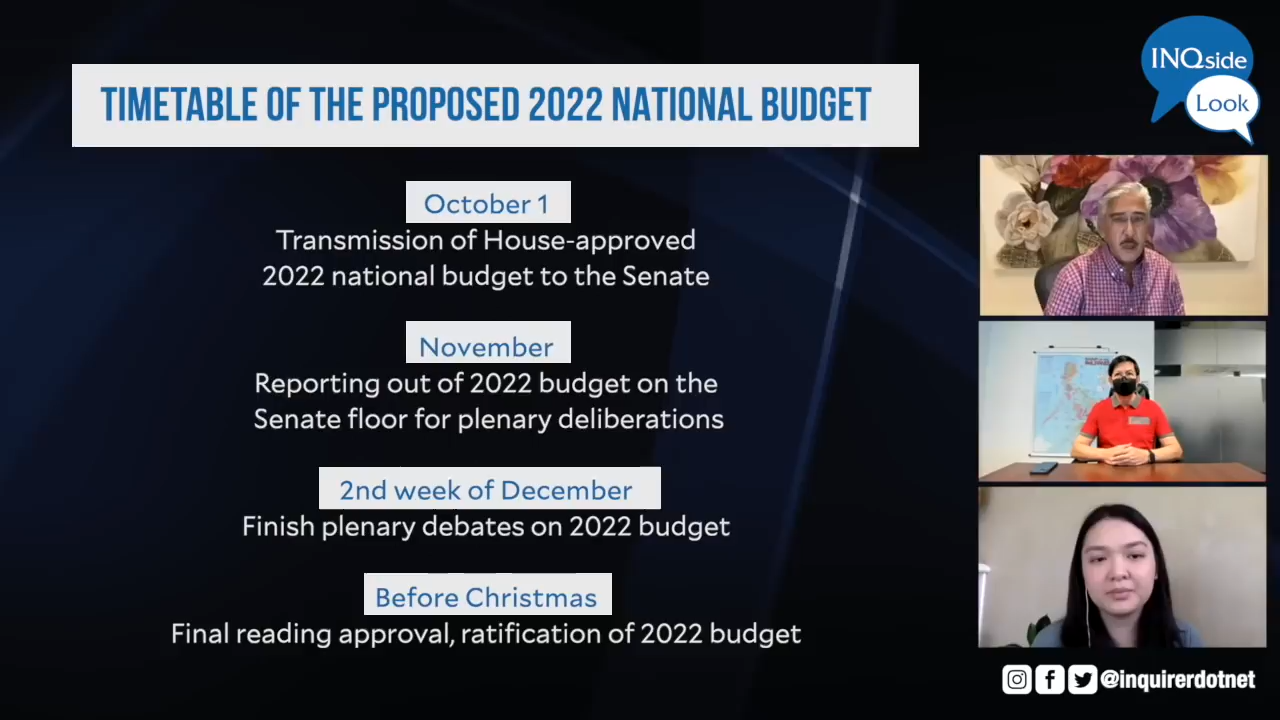 INQside
Look
TIMETABLE OF THE PROPOSED 2022 NATIONAL BUDGET
October 1
Transmission of House-approved
2022 national budget to the Senate
November
Reporting out of 2022 budget on the
Senate floor for plenary deliberations
2nd week of December
Finish plenary debates on 2022 budget
Before Christmas
Final reading approval, ratification of 2022 budget
@inquirerdotnet